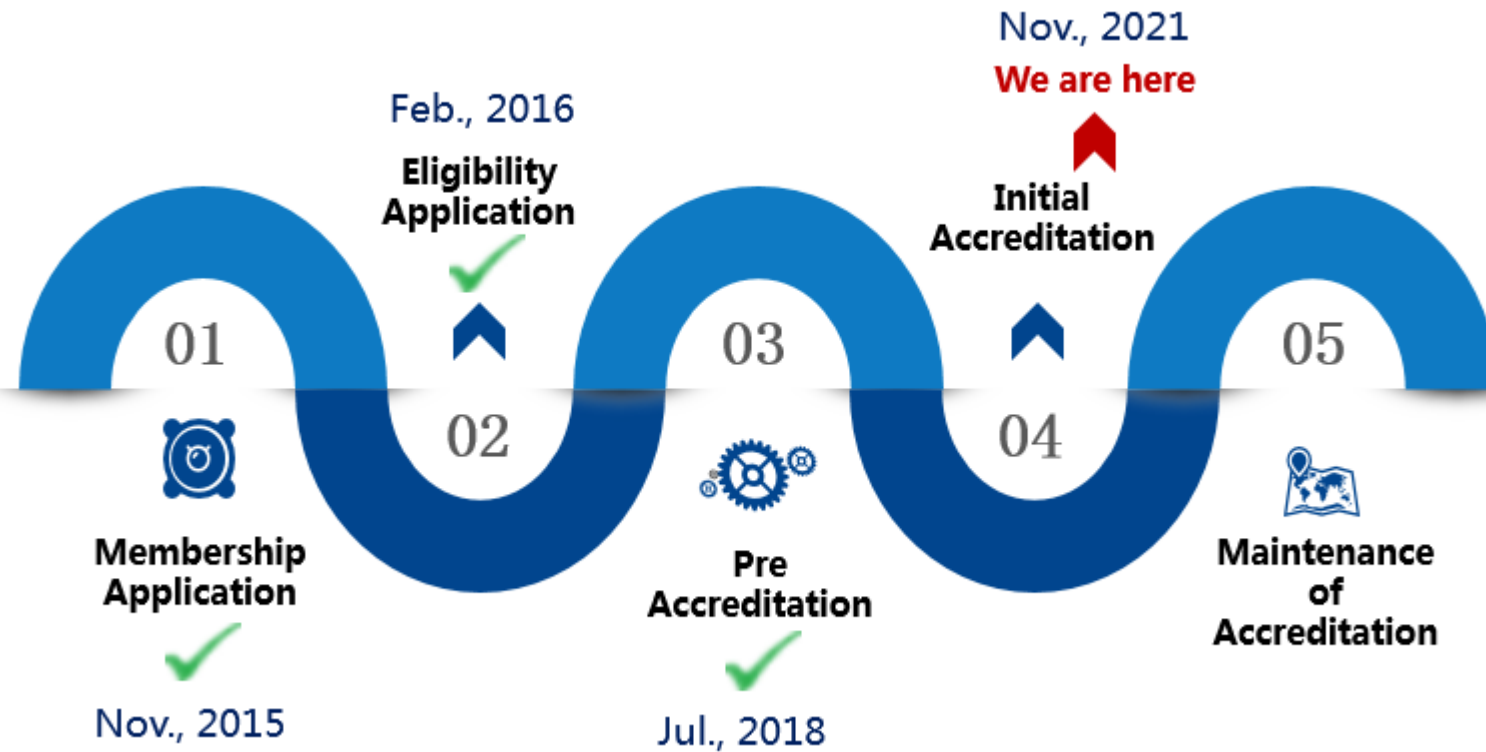 01
Membership
Application
Nov., 2015
Feb., 2016
Eligibility
Application
02
03
Pre
Accreditation
Jul., 2018
Nov., 2021
We are here
Initial
Accreditation
04
05
Maintenance
of
Accreditation